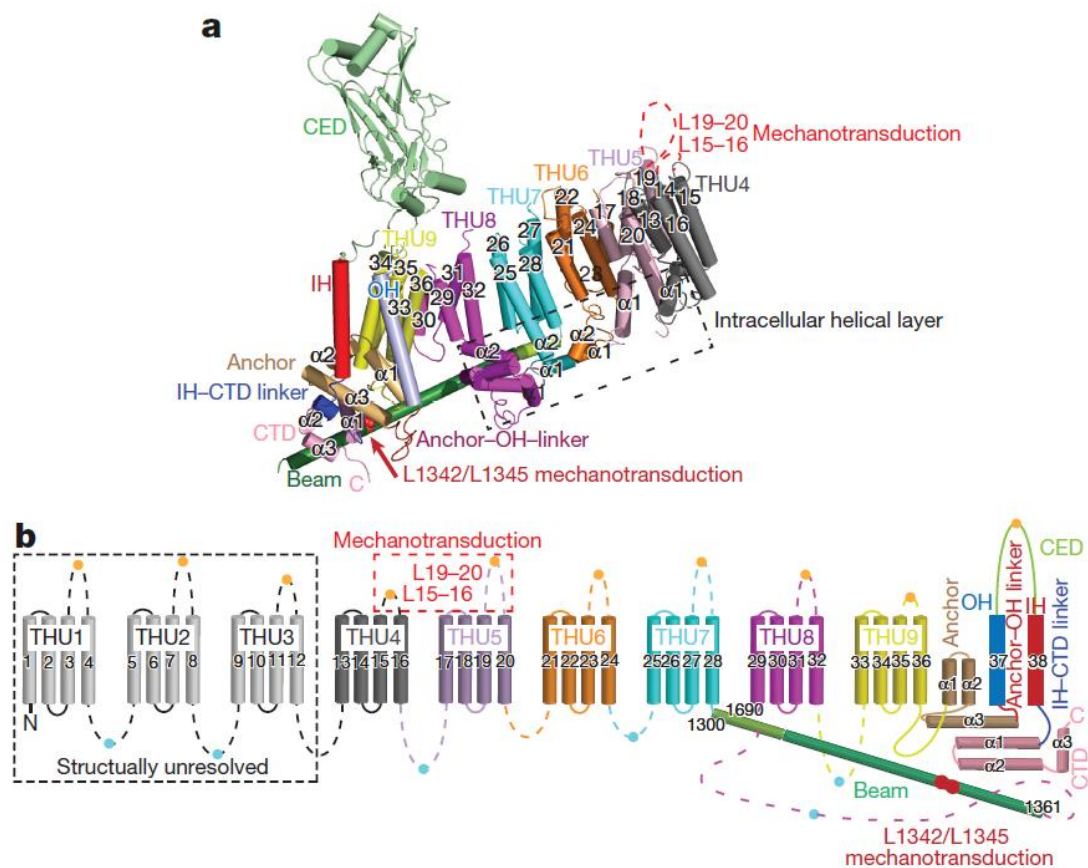 a
CED
L19–20
L15–16
Mechanotransduction
THU5
THU6
THU4
THU7
THU8
THU9
19
18
14
15
22
17
13
16
24
20
21
23
27
26
28
25
34
35
31
36
29
32
OH
33
30
IH
α1
α1
Intracellular helical layer
α2
α2
α1
α2
α1
α2
Anchor
α1
IH–CTD linker
α3
α2
α1
CTD
α3
Anchor–OH–linker
Beam
C
L1342/L1345 mechanotransduction
b
Mechanotransduction
L19–20
L15–16
CED
Anchor
OH
Anchor-OH linker
IH
IH-CTD linker
THU1
THU2
THU3
THU4
THU5
THU6
THU7
THU8
THU9
1 2 3 4
5 6 7 8
9 10 11 12
13 14 15 16
17 18 19 20
21 22 23 24
25 26 27 28
29 30 31 32
33 34 35 36
α1 α2
37
38
N
1690
1300
α3
α1
α2
α3
C
CTD
Structually unresolved
Beam
1361
L1342/L1345
mechanotransduction